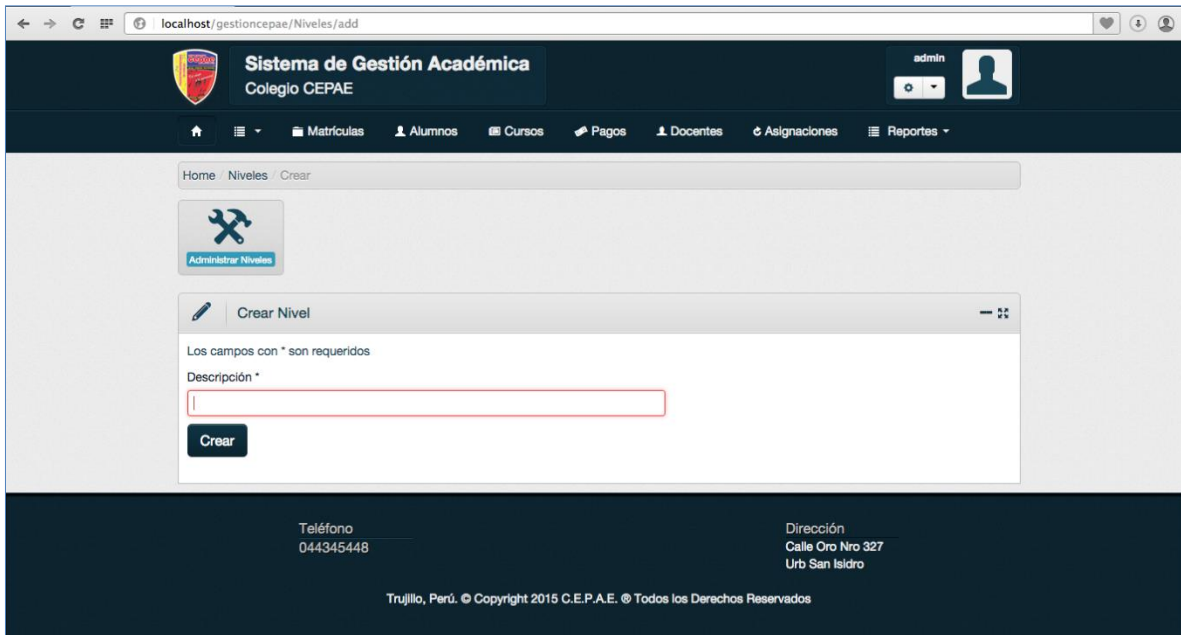 localhost/gestioncepae/Niveles/add
cepae
Sistema de Gestión Académica
Colegio CEPAE
admin
Matrículas Alumnos Cursos Pagos Docentes Asignaciones Reportes
Home / Niveles / Crear
Administrar Niveles
Crear Nivel
Los campos con * son requeridos
Descripción *
Crear
Teléfono
044345448
Dirección
Calle Oro Nro 327
Urb San Isidro
Trujillo, Perú. © Copyright 2015 C.E.P.A.E. ® Todos los Derechos Reservados